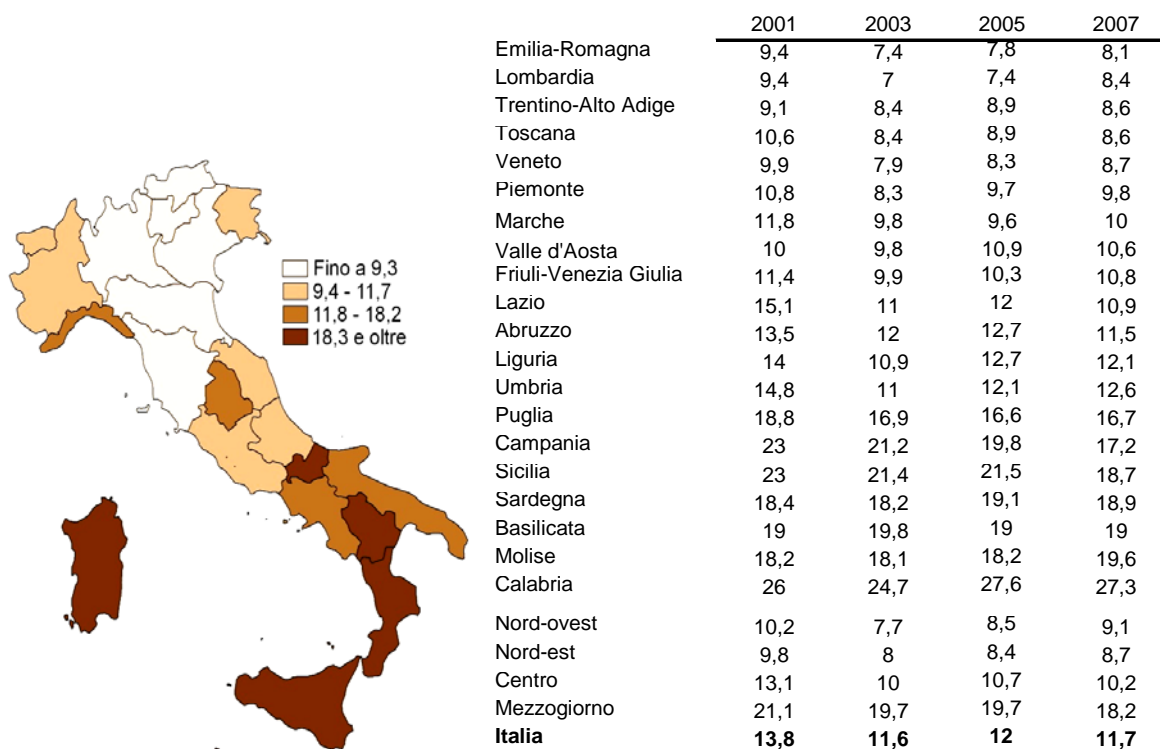 2001 2003 2005 2007
Emilia-Romagna 9,4 7,4 7,8 8,1
Lombardia 9,4 7 7,4 8,4
Trentino-Alto Adige 9,1 8,4 8,9 8,6
Toscana 10,6 8,4 8,9 8,6
Veneto 9,9 7,9 8,3 8,7
Piemonte 10,8 8,3 9,7 9,8
Marche 11,8 9,8 9,6 10
Valle d'Aosta 10 9,8 10,9 10,6
Friuli-Venezia Giulia 11,4 9,9 10,3 10,8
Lazio 15,1 11 12 10,9
Abruzzo 13,5 12 12,7 11,5
Liguria 14 10,9 12,7 12,1
Umbria 14,8 11 12,1 12,6
Puglia 18,8 16,9 16,6 16,7
Campania 23 21,2 19,8 17,2
Sicilia 23 21,4 21,5 18,7
Sardegna 18,4 18,2 19,1 18,9
Basilicata 19 19,8 19 19
Molise 18,2 18,1 18,2 19,6
Calabria 26 24,7 27,6 27,3
Nord-ovest 10,2 7,7 8,5 9,1
Nord-est 9,8 8 8,4 8,7
Centro 13,1 10 10,7 10,2
Mezzogiorno 21,1 19,7 19,7 18,2
Italia 13,8 11,6 12 11,7
Fino a 9,3
9,4 - 11,7
11,8 - 18,2
18,3 e oltre